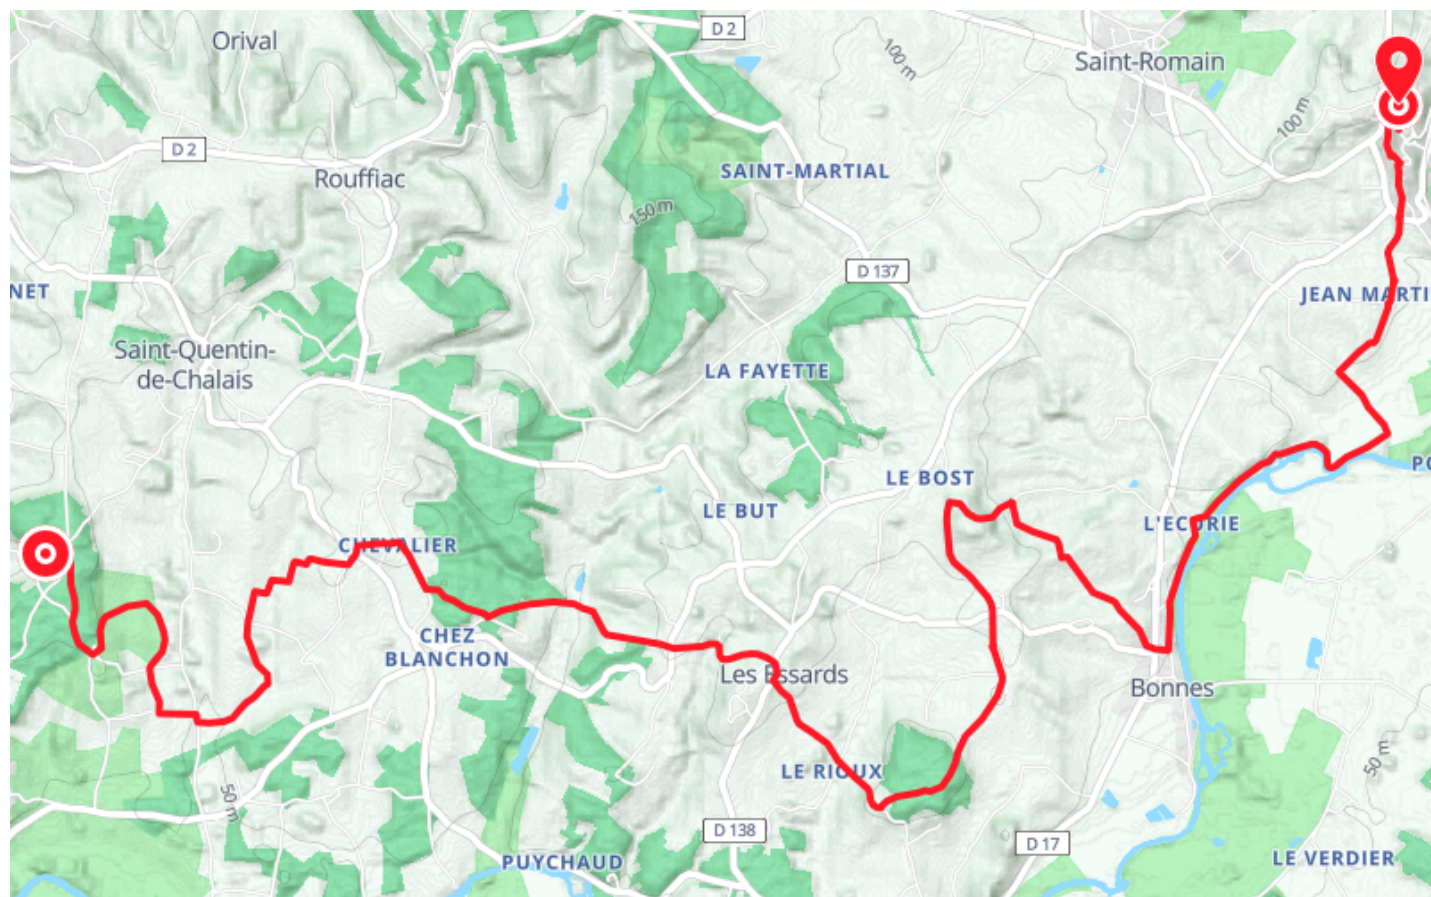 D 2
Orival
100 m
Saint-Romain
100 m
D 2
Rouffiac
SAINT-MARTIAL
150 m
D 137
NET
JEAN MARTI
Saint-Quentin-
de-Chalais
LA FAYETTE
LE BOST
PO
LE BUT
L'ECURIE
CHEVALIER
CHEZ
BLANCHON
Les Essards
Bonnes
LE RIOUX
50 m
50 m
D 138
D 17
PUYCHAUD
LE VERDIER